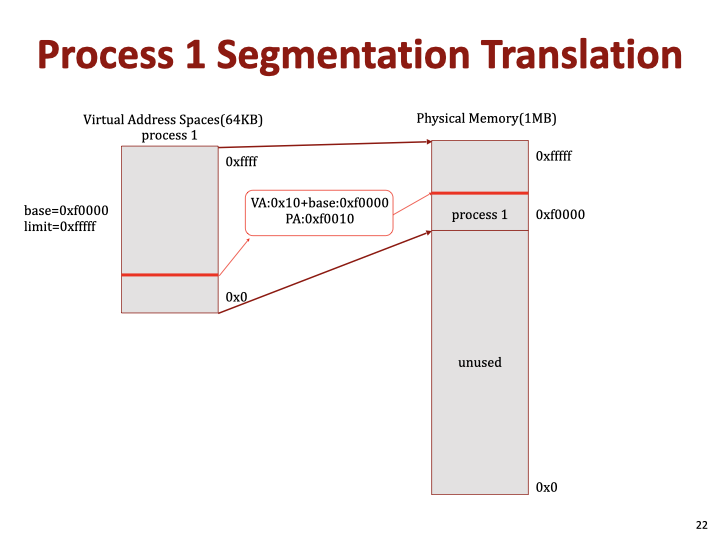 Process 1 Segmentation Translation
Virtual Address Spaces(64KB)
process 1
Physical Memory(1MB)
0xffff
0xfffff
base=0xf0000
limit=0xfffff
VA:0x10+base:0xf0000
PA:0xf0010
process 1
0xf0000
0x0
unused
0x0
22